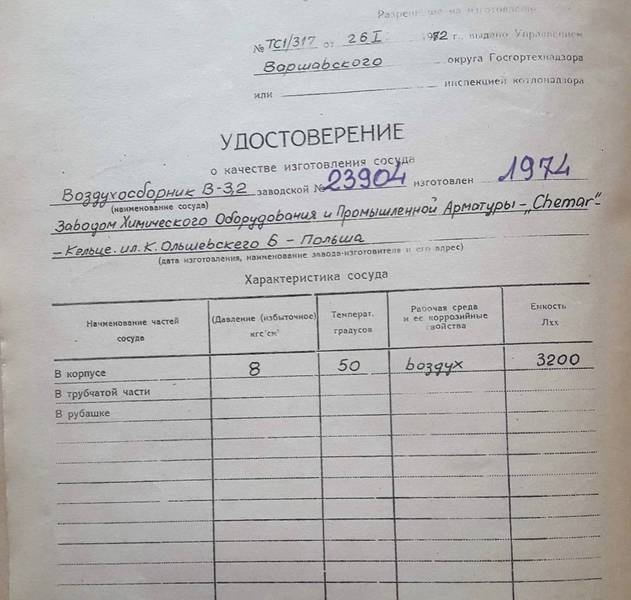 Разрешение на изготовление
№ ТС1/317 от 26 I 1972 г., выдано Управлением
Варшавского округа Госгортехнадзора
или инспекцией котлонадзора
УДОСТОВЕРЕНИЕ
о качестве изготовления сосуда
Воздухосборник В-3,2 заводской № 23904 изготовлен 1974
(наименование сосуда)
Заводом Химического Оборудования и Промышленной Арматуры - „Chemar"-
- Кельце. ул. К. Ольшевского 6 - Польша
(дата изготовления, наименование завода-изготовителя и его адрес)
Характеристика сосуда
Наименование частей сосуда
(Давление (избыточное) кгс/см²
Температ. градусов
Рабочая среда и ее коррозийные свойства
Емкость Лхх
В корпусе 8 50 воздух 3200
В трубчатой части
В рубашке